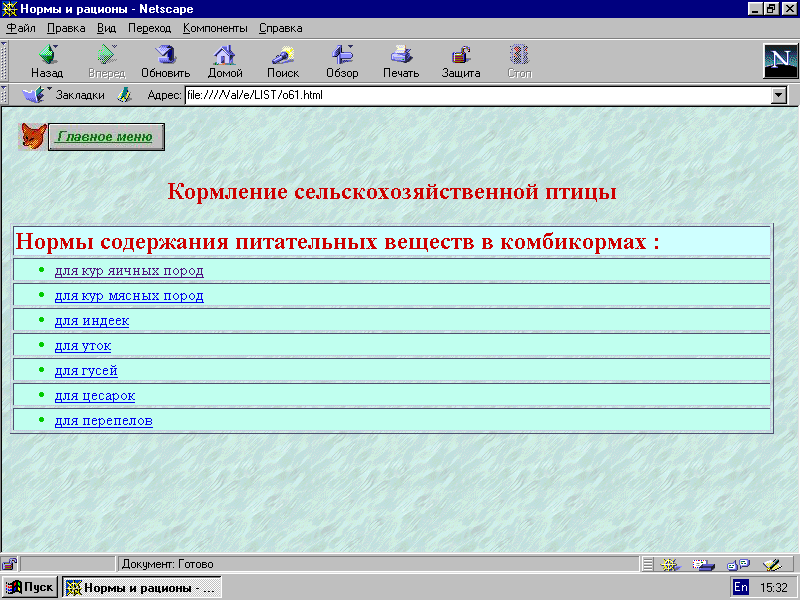 Нормы и рационы - Netscape
Файл Правка Вид Переход Компоненты Справка
Назад Вперед Обновить Домой Поиск Обзор Печать Защита Стоп
N
Закладки Адрес: file:////Val/e/LIST/o61.html
Главное меню
Кормление сельскохозяйственной птицы
Нормы содержания питательных веществ в комбикормах :
для кур яичных пород
для кур мясных пород
для индеек
для уток
для гусей
для цесарок
для перепелов
Документ: Готово
Пуск Нормы и рационы - ... En 15:32